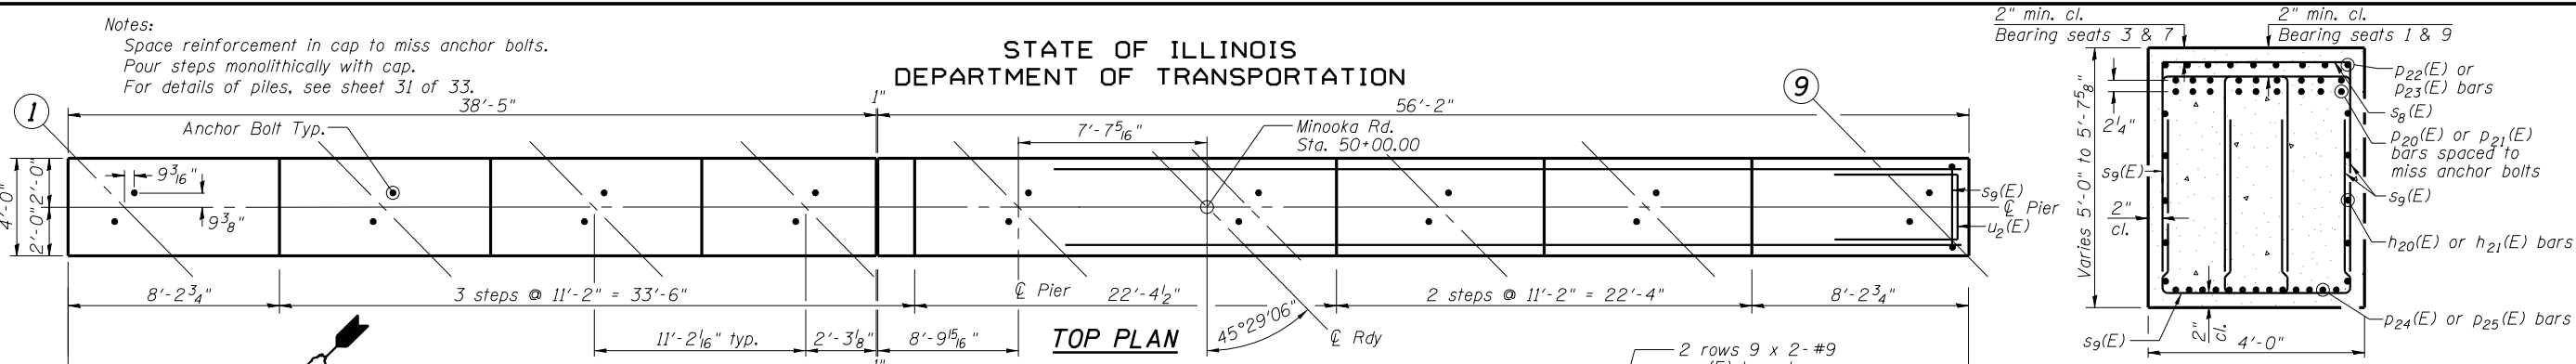 Notes:
Space reinforcement in cap to miss anchor bolts.
Pour steps monolithically with cap.
For details of piles, see sheet 31 of 33.
STATE OF ILLINOIS
DEPARTMENT OF TRANSPORTATION
38'-5"
1"
56'-2"
1
9
Anchor Bolt Typ.
7'-7 5/16"
Minooka Rd.
Sta. 50+00.00
4'-0"
2'-0"
2'-0"
9 3/16"
9 3/8"
s9(E)
℄ Pier
u2(E)
8'-2 3/4"
3 steps @ 11'-2" = 33'-6"
℄ Pier
22'-4 1/2"
2 steps @ 11'-2" = 22'-4"
8'-2 3/4"
11'-2 1/16" typ.
2'-3 1/8"
8'-9 15/16"
1"
TOP PLAN
45°29'06"
℄ Rdy
2 rows 9 x 2-#9
2" min. cl.
Bearing seats 3 & 7
2" min. cl.
Bearing seats 1 & 9
Varies 5'-0" to 5'-7 5/8"
2 1/4"
p22(E) or
p23(E) bars
s8(E)
p20(E) or p21(E)
bars spaced to
miss anchor bolts
s9(E)
s9(E)
2"
cl.
h20(E) or h21(E) bars
p24(E) or p25(E) bars
s9(E)
2"
cl.
4'-0"